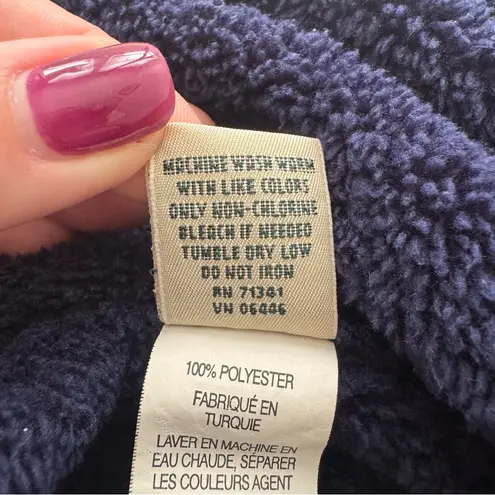 MACHINE WASH WARM
WITH LIKE COLORS
ONLY NON-CHLORINE
BLEACH IF NEEDED
TUMBLE DRY LOW
DO NOT IRON
RN 71341
VN 06446
100% POLYESTER
FABRIQUÉ EN
TURQUIE
LAVER EN MACHINE EN
EAU CHAUDE, SÉPARER
LES COULEURS AGENT